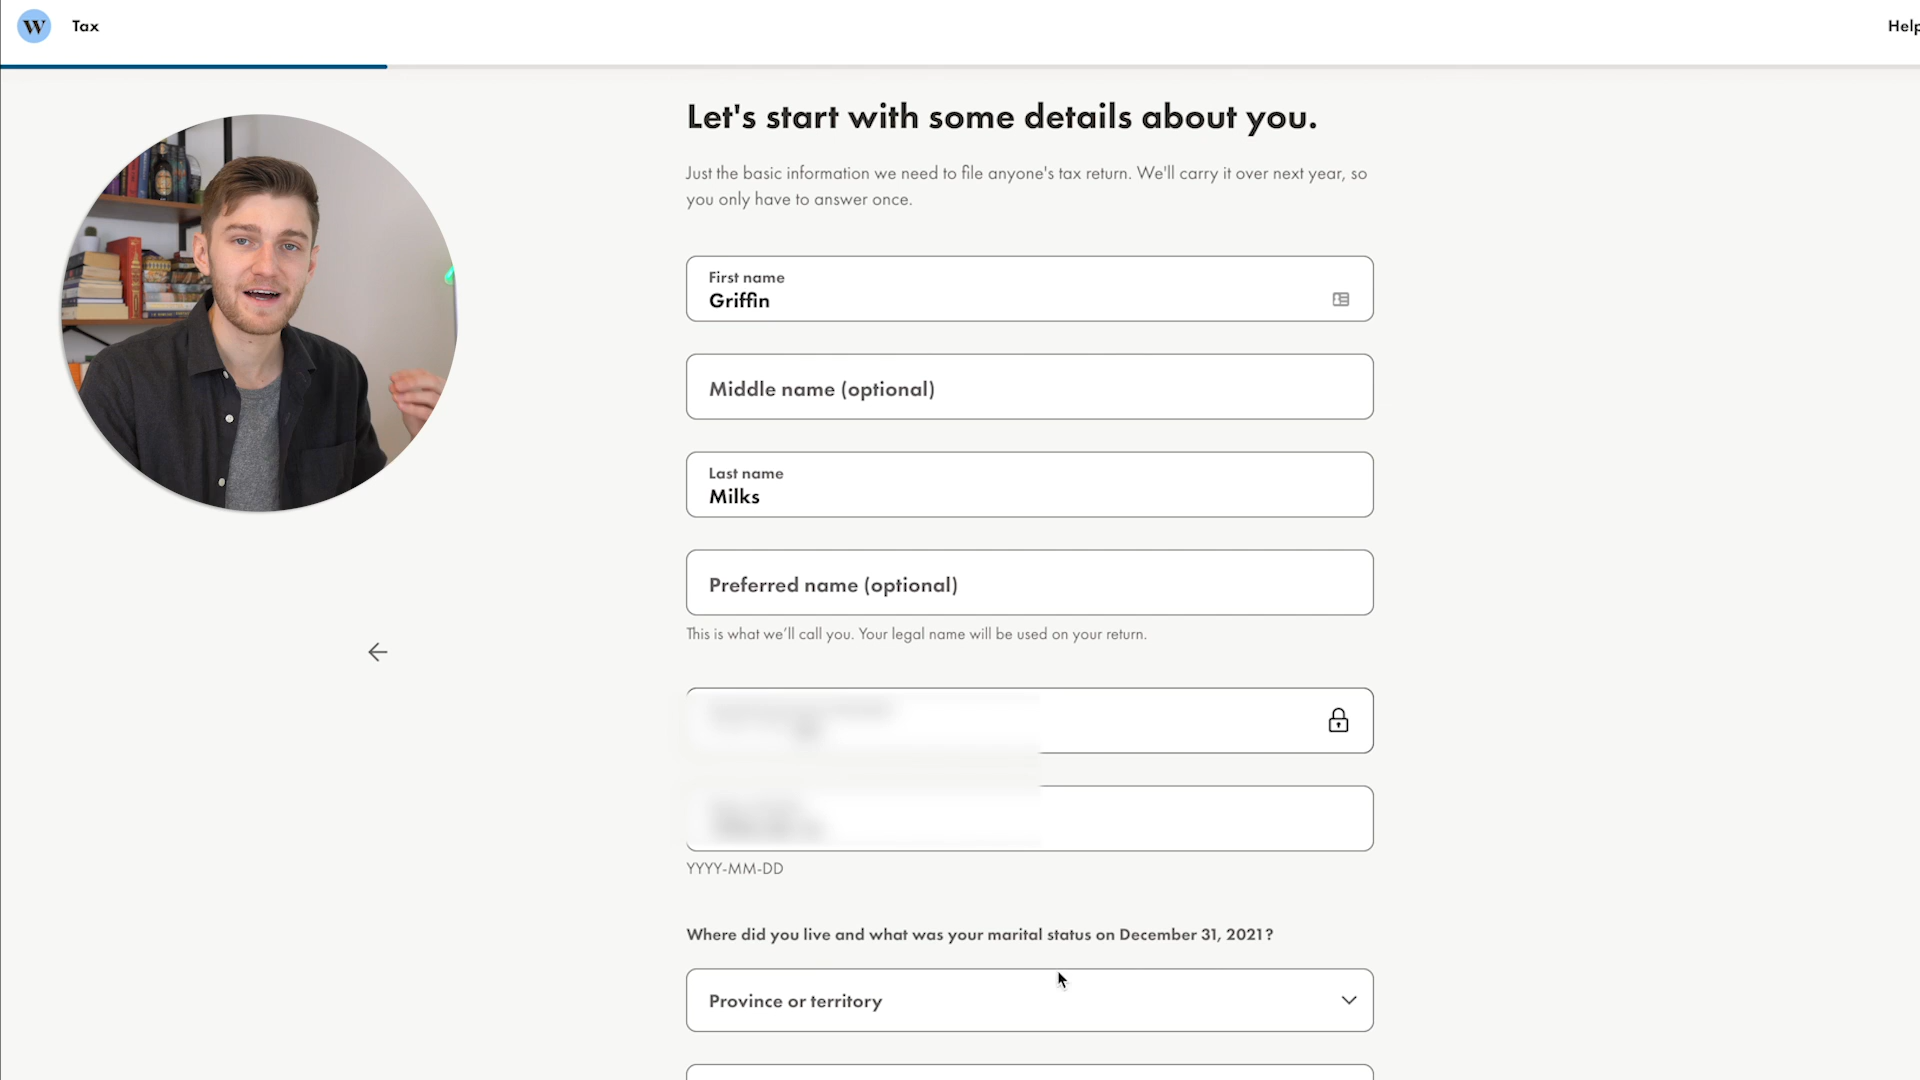 W
Tax
Help
Let's start with some details about you.
Just the basic information we need to file anyone's tax return. We'll carry it over next year, so
you only have to answer once.
First name
Griffin
Middle name (optional)
Last name
Milks
Preferred name (optional)
This is what we'll call you. Your legal name will be used on your return.
YYYY-MM-DD
Where did you live and what was your marital status on December 31, 2021?
Province or territory